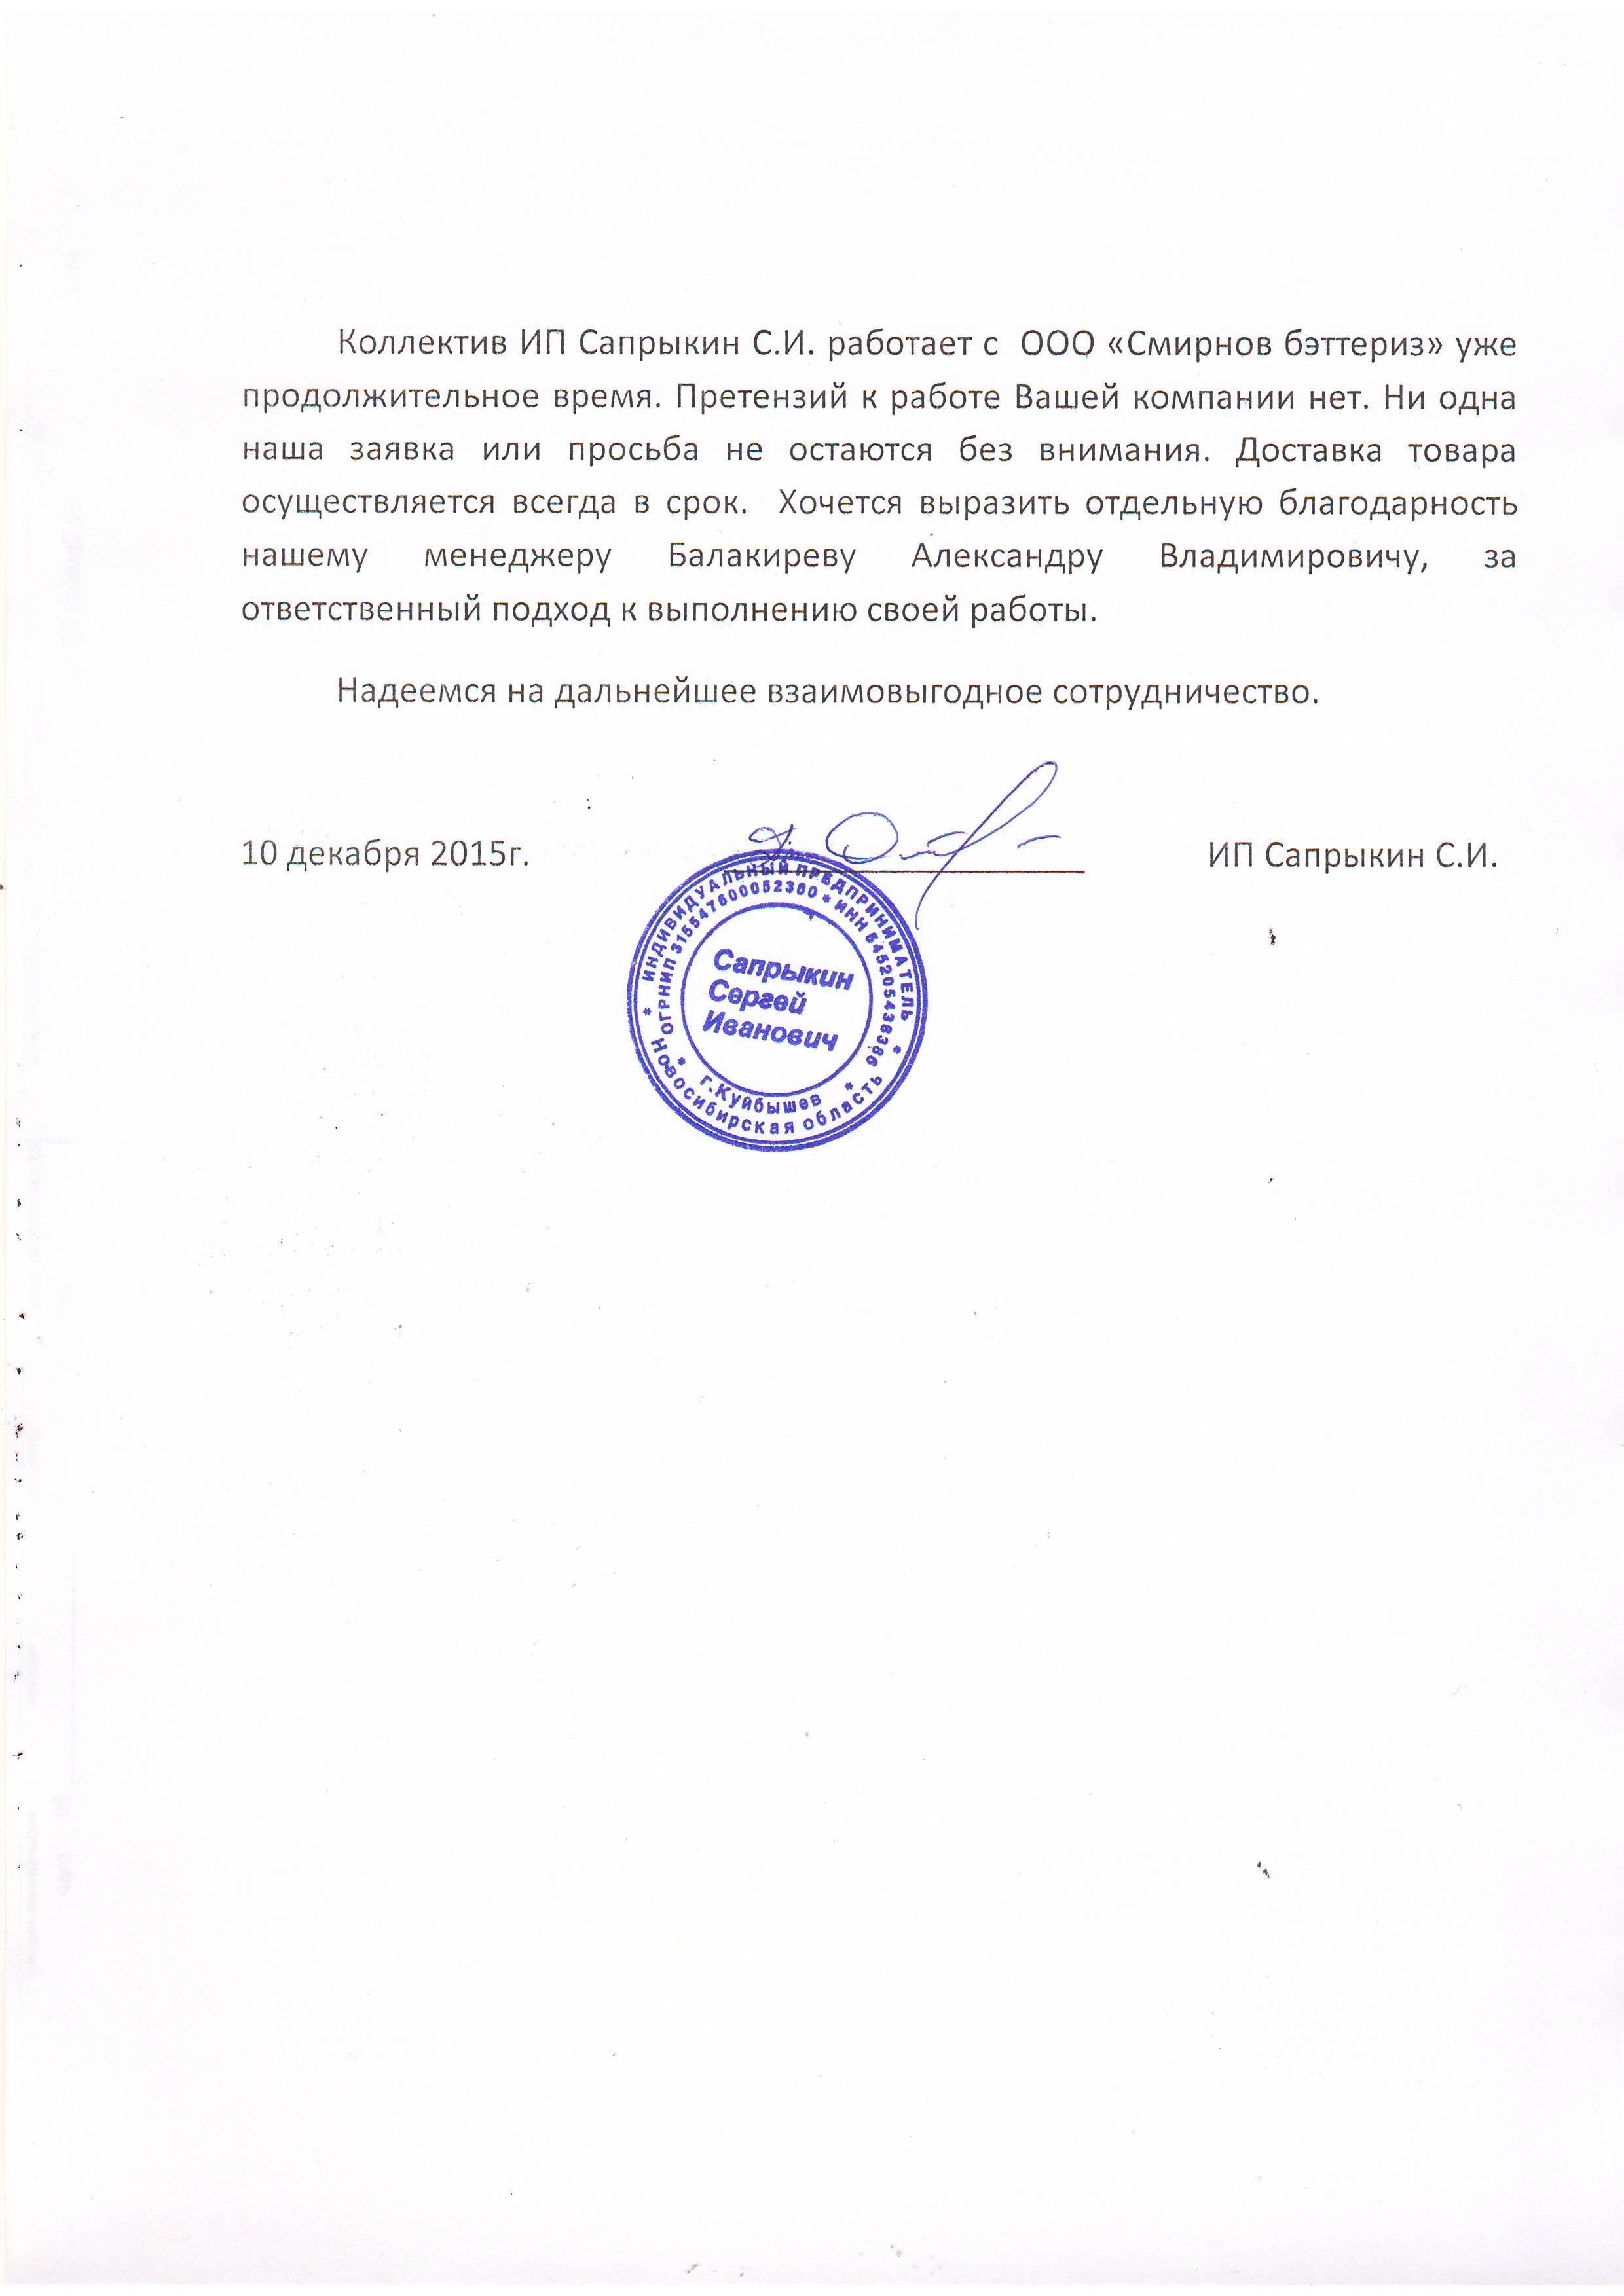 Коллектив ИП Сапрыкин С.И. работает с ООО «Смирнов бэттериз» уже
продолжительное время. Претензий к работе Вашей компании нет. Ни одна
наша заявка или просьба не остаются без внимания. Доставка товара
осуществляется всегда в срок. Хочется выразить отдельную благодарность
нашему менеджеру Балакиреву Александру Владимировичу, за
ответственный подход к выполнению своей работы.
Надеемся на дальнейшее взаимовыгодное сотрудничество.
10 декабря 2015г. ИП Сапрыкин С.И.
* ИНДИВИДУАЛЬНЫЙ ПРЕДПРИНИМАТЕЛЬ *
ОГРНИП 315547600052360 * ИНН 545205438386
Сапрыкин
Сергей
Иванович
* г.Куйбышев *
Новосибирская область